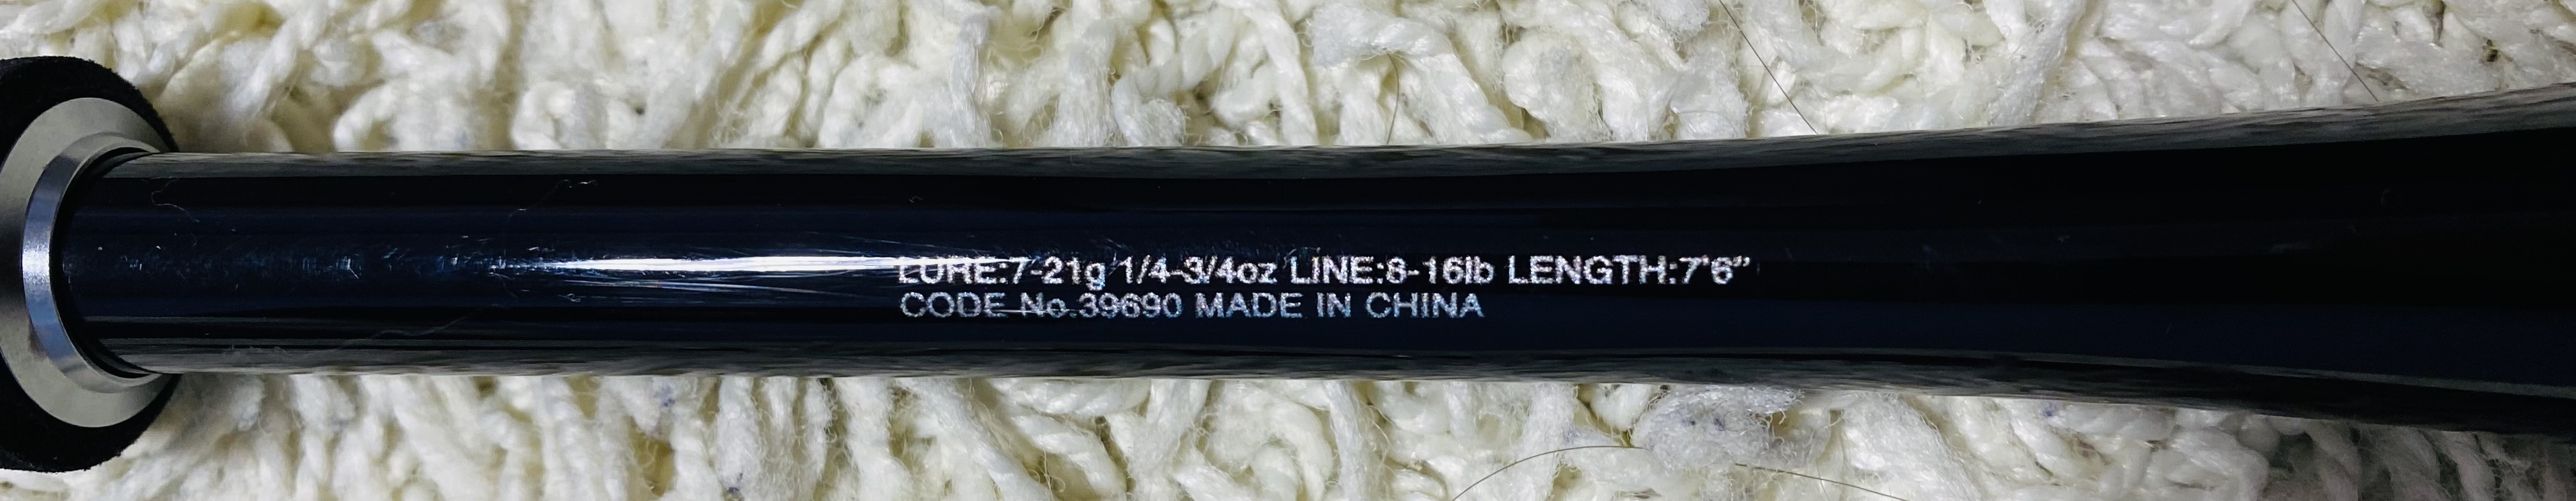 LURE:7-21g 1/4-3/4oz LINE:8-16lb LENGTH:7'6"
CODE No.39690 MADE IN CHINA